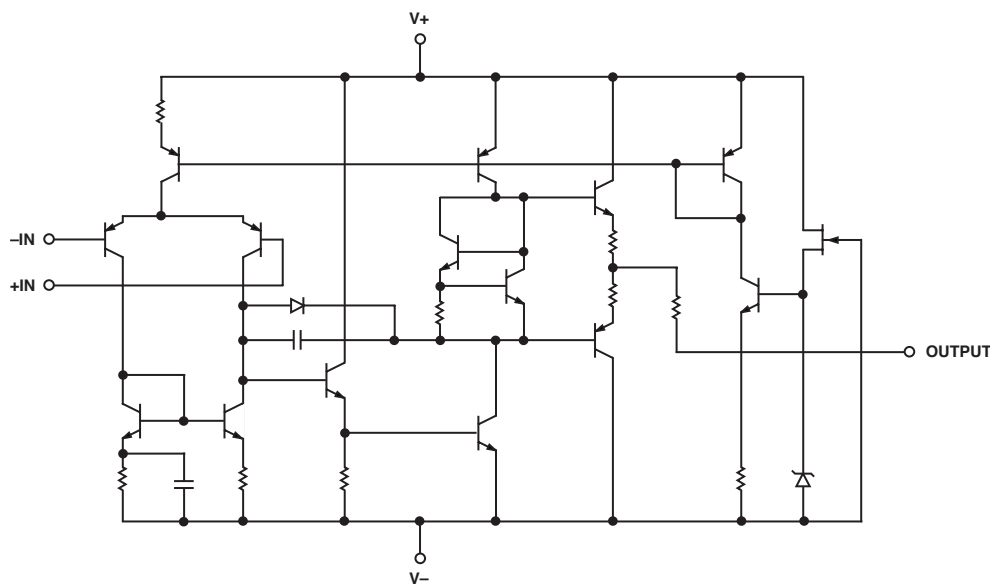 V+
–IN
+IN
OUTPUT
V–